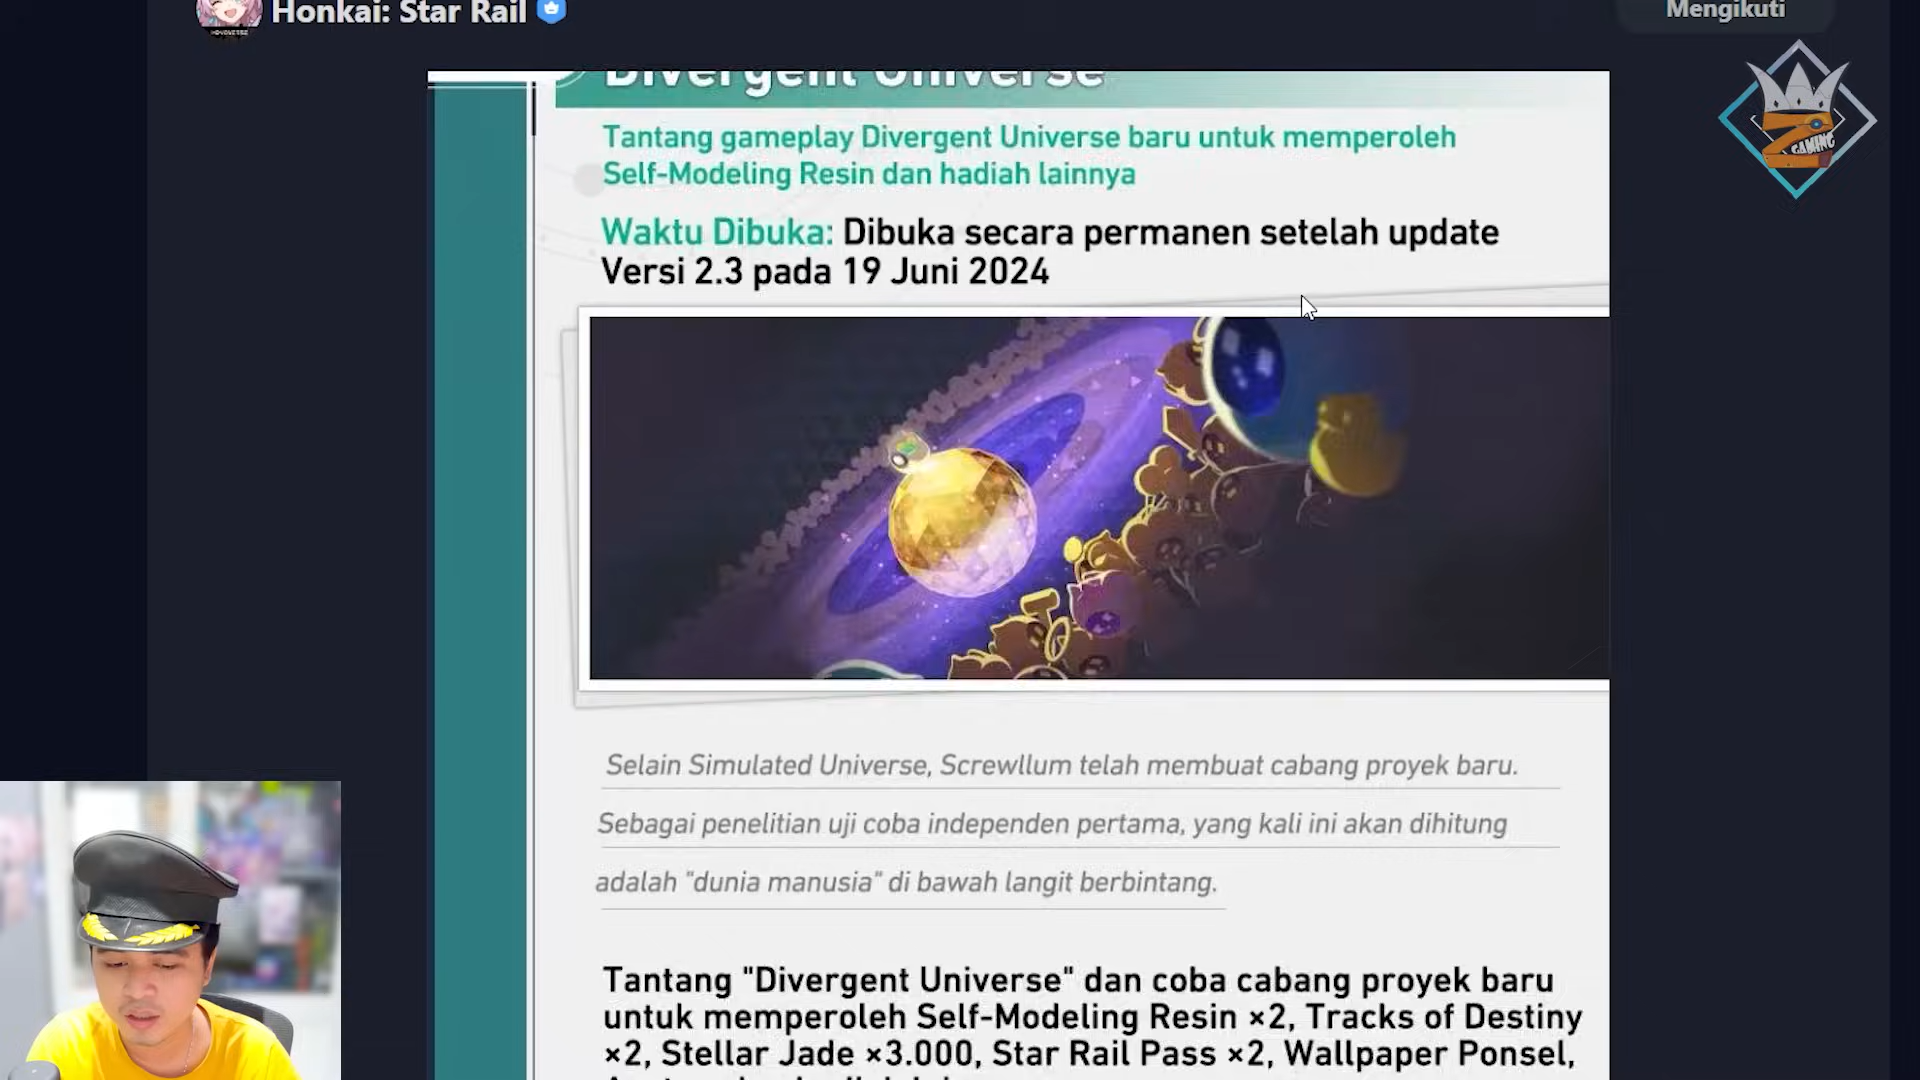 Honkai: Star Rail
Mengikuti
Divergent Universe
Tantang gameplay Divergent Universe baru untuk memperoleh
Self-Modeling Resin dan hadiah lainnya
Waktu Dibuka: Dibuka secara permanen setelah update
Versi 2.3 pada 19 Juni 2024
GAMING
Selain Simulated Universe, Screwllum telah membuat cabang proyek baru.
Sebagai penelitian uji coba independen pertama, yang kali ini akan dihitung
adalah "dunia manusia" di bawah langit berbintang.
Tantang "Divergent Universe" dan coba cabang proyek baru
untuk memperoleh Self-Modeling Resin ×2, Tracks of Destiny
×2, Stellar Jade ×3.000, Star Rail Pass ×2, Wallpaper Ponsel,